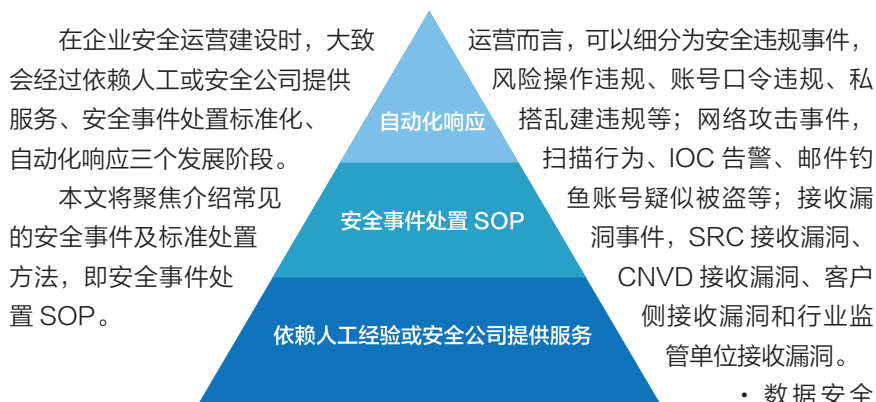 在企业安全运营建设时，大致
会经过依赖人工或安全公司提供
服务、安全事件处置标准化、
自动化响应三个发展阶段。
本文将聚焦介绍常见
的安全事件及标准处置
方法，即安全事件处
置 SOP。
自动化响应
安全事件处置 SOP
依赖人工经验或安全公司提供服务
运营而言，可以细分为安全违规事件，
风险操作违规、账号口令违规、私
搭乱建违规等；网络攻击事件，
扫描行为、IOC 告警、邮件钓
鱼账号疑似被盗等；接收漏
洞事件，SRC 接收漏洞、
CNVD 接收漏洞、客户
侧接收漏洞和行业监
管单位接收漏洞。
· 数据安全